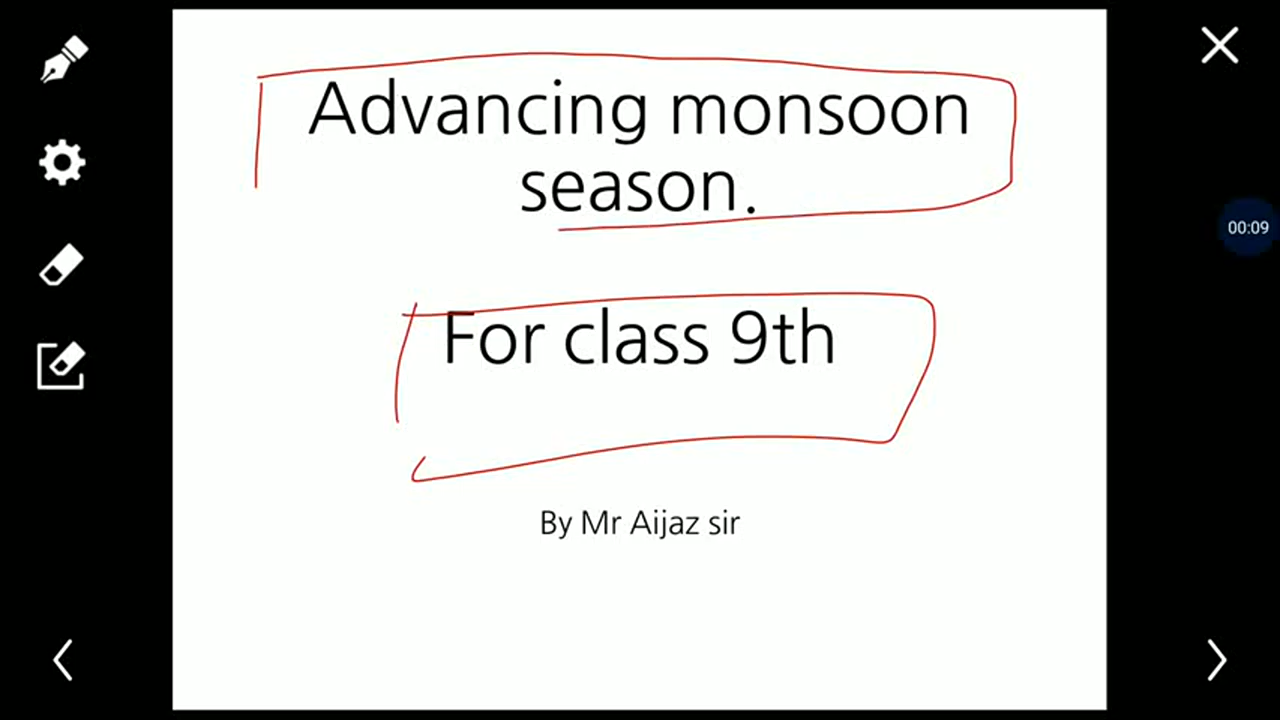 Advancing monsoon
season.
00:09
For class 9th
By Mr Aijaz sir